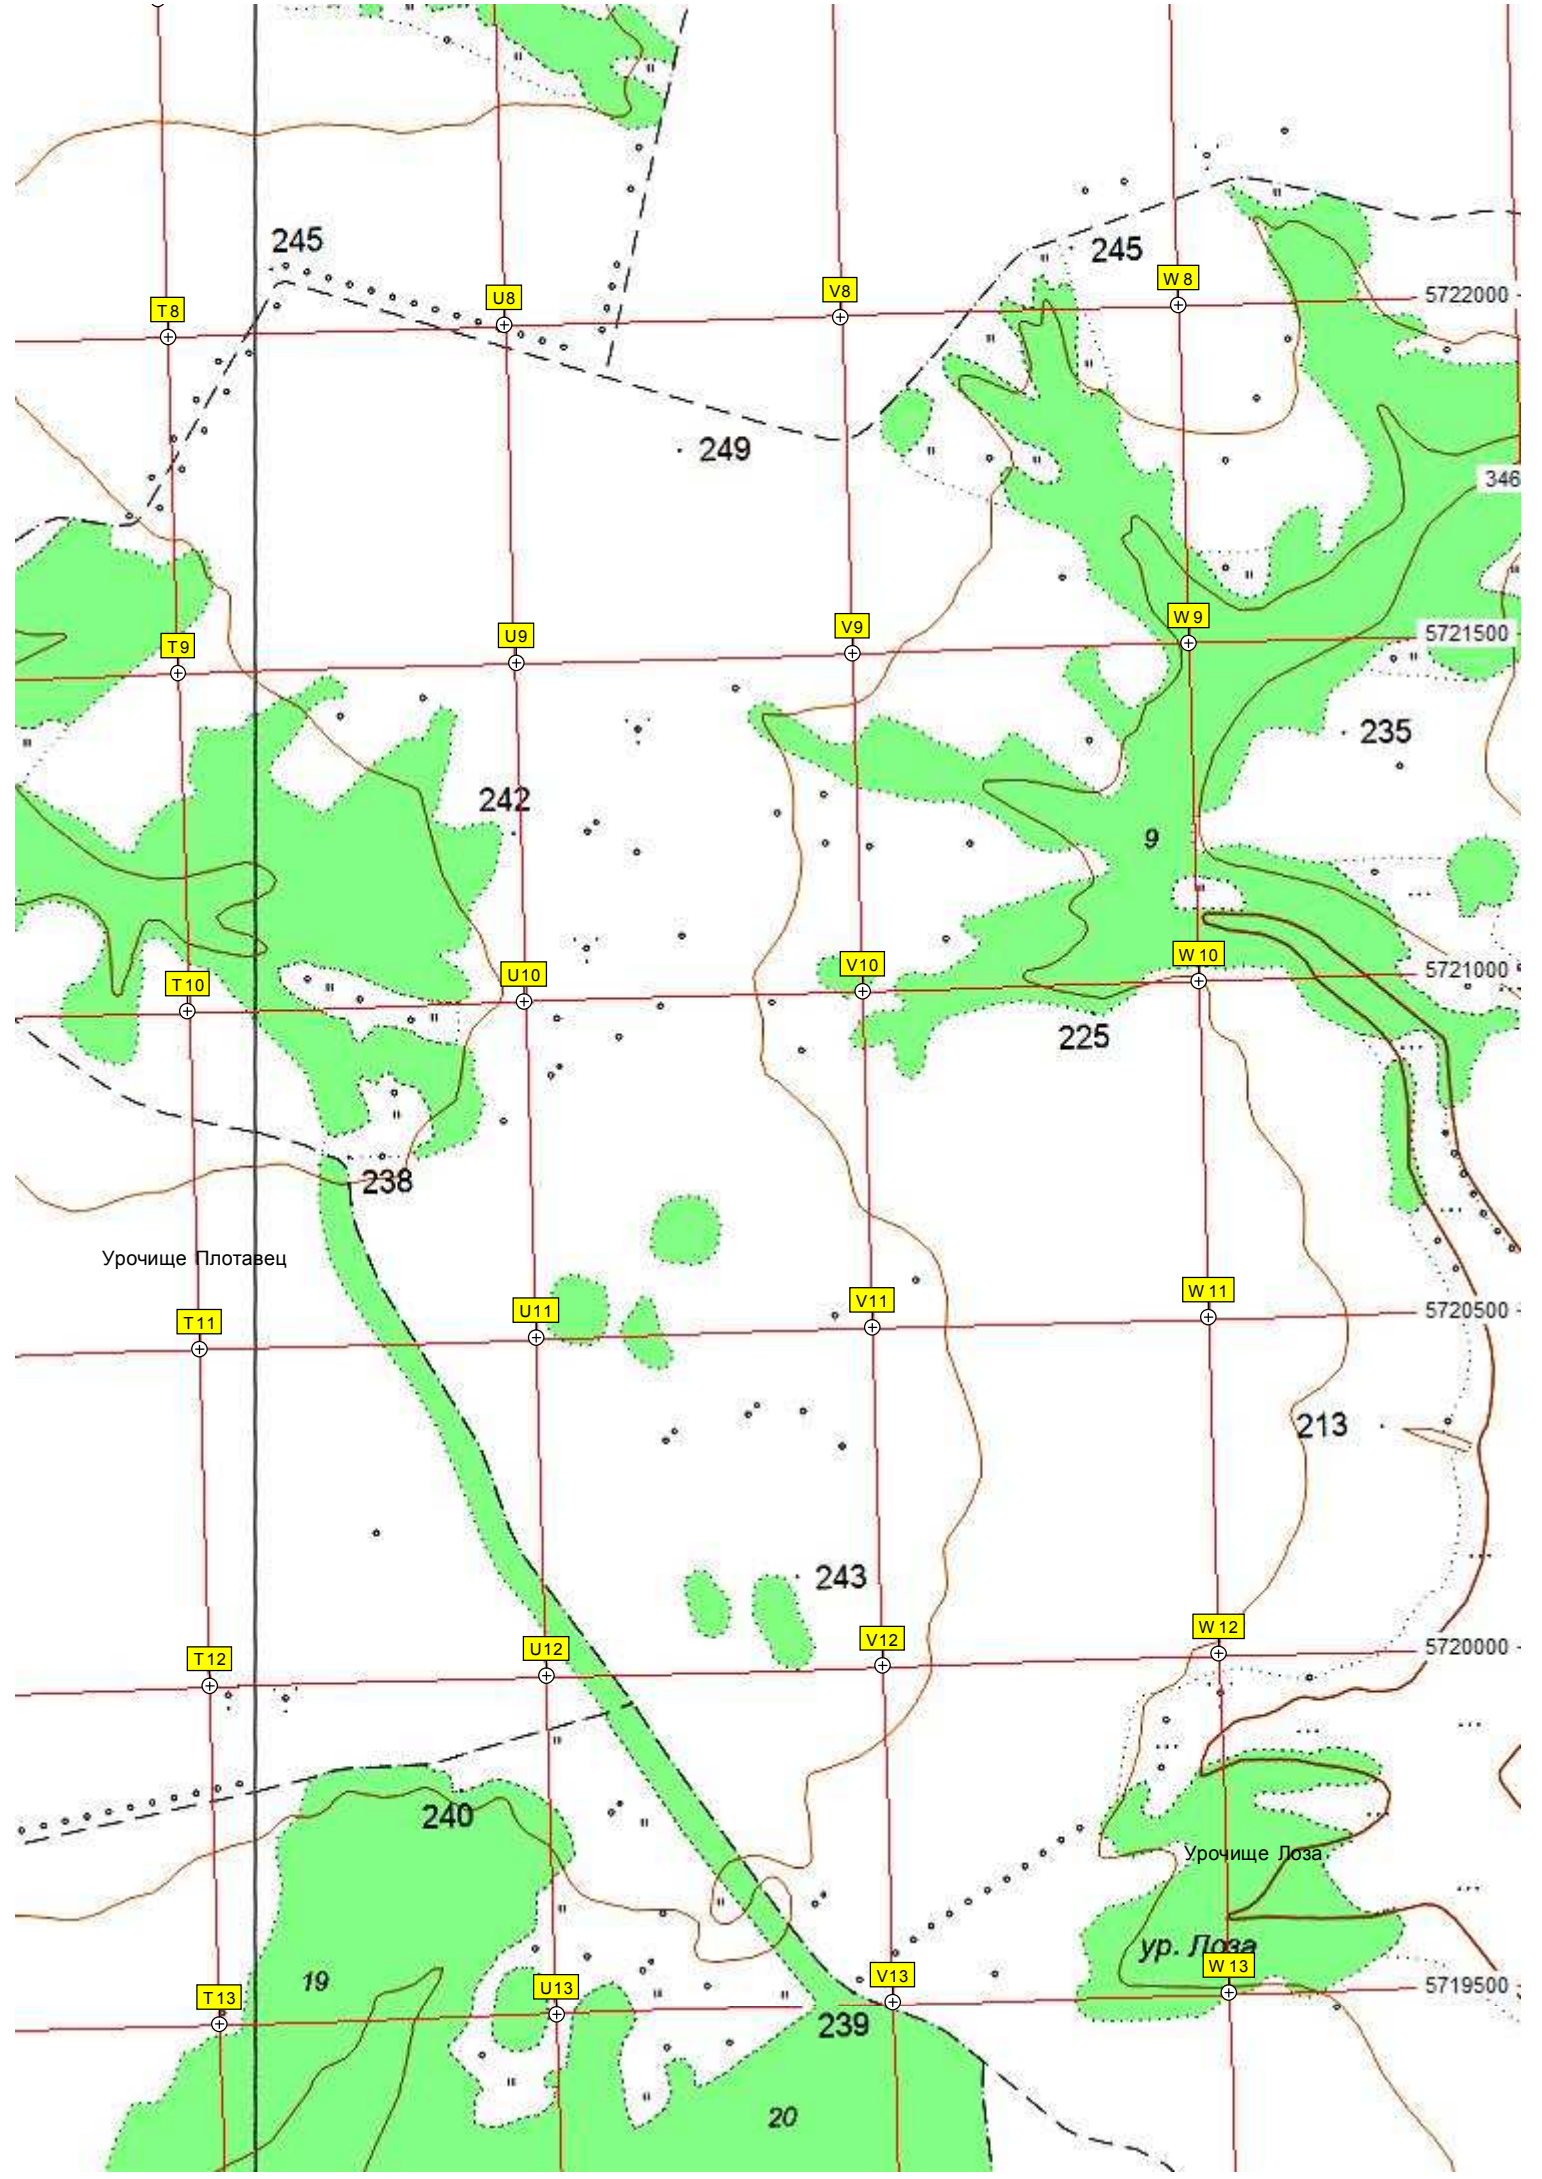 245
245
W 8
V8
5722000
U8
T8
249
346
W 9
V9
5721500
U9
T9
235
242
9
W 10
V10
5721000
U10
T10
225
238
Урочище Плотавец
W 11
V11
5720500
U11
T11
213
243
W 12
V12
5720000
U12
T12
240
Урочище Лоза
ур. Лоза
W 13
19
V13
5719500
U13
T13
239
20